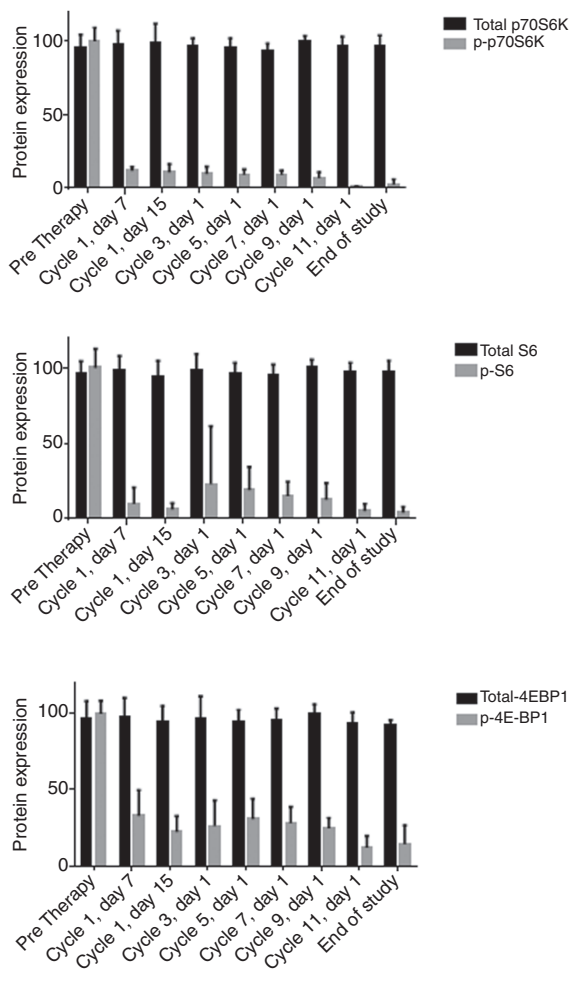 Protein expression
100
50
0
Total p70S6K
p-p70S6K
Pre Therapy
Cycle 1, day 7
Cycle 1, day 15
Cycle 3, day 1
Cycle 5, day 1
Cycle 7, day 1
Cycle 9, day 1
Cycle 11, day 1
End of study
Protein expression
100
50
0
Total S6
p-S6
Pre Therapy
Cycle 1, day 7
Cycle 1, day 15
Cycle 3, day 1
Cycle 5, day 1
Cycle 7, day 1
Cycle 9, day 1
Cycle 11, day 1
End of study
Protein expression
100
50
0
Total-4EBP1
p-4E-BP1
Pre Therapy
Cycle 1, day 7
Cycle 1, day 15
Cycle 3, day 1
Cycle 5, day 1
Cycle 7, day 1
Cycle 9, day 1
Cycle 11, day 1
End of study